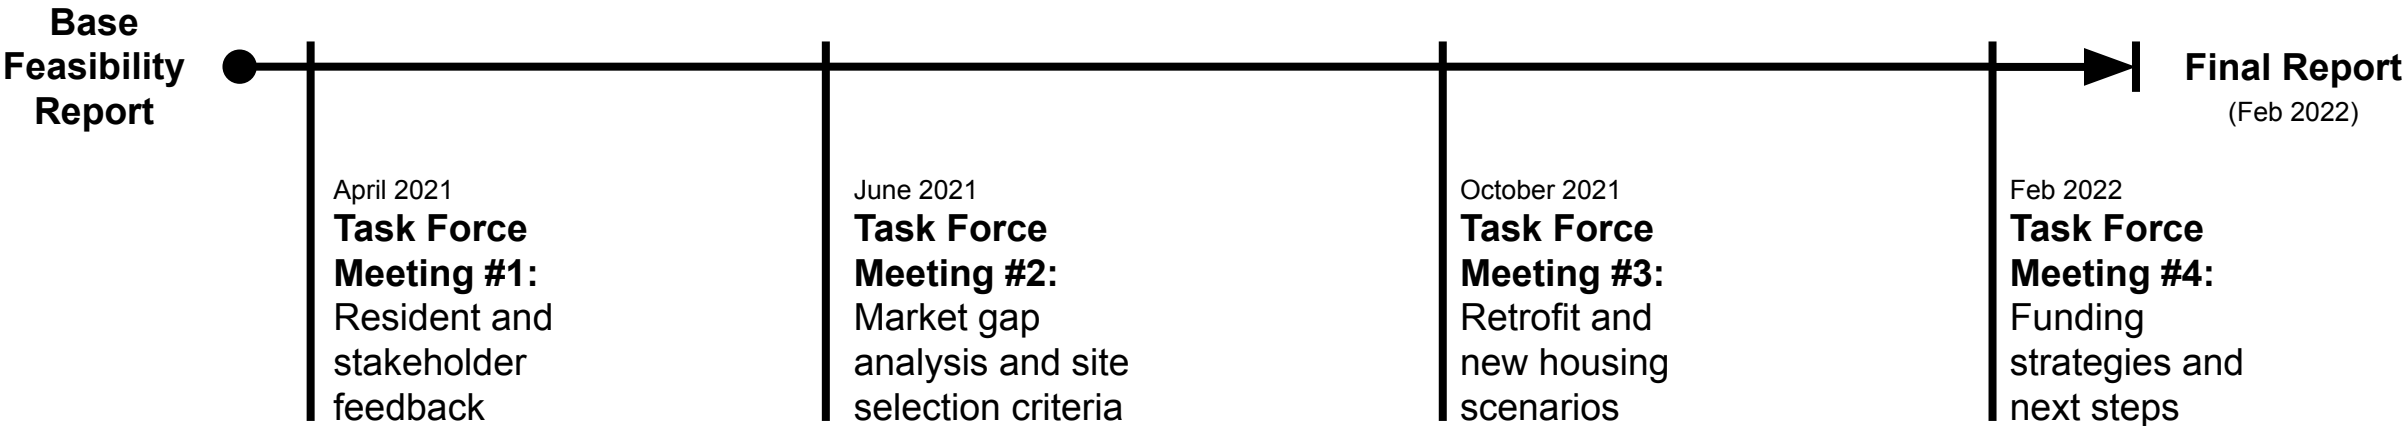 Base
Feasibility
Report
April 2021
Task Force
Meeting #1:
Resident and
stakeholder
feedback
June 2021
Task Force
Meeting #2:
Market gap
analysis and site
selection criteria
October 2021
Task Force
Meeting #3:
Retrofit and
new housing
scenarios
Feb 2022
Task Force
Meeting #4:
Funding
strategies and
next steps
Final Report
(Feb 2022)